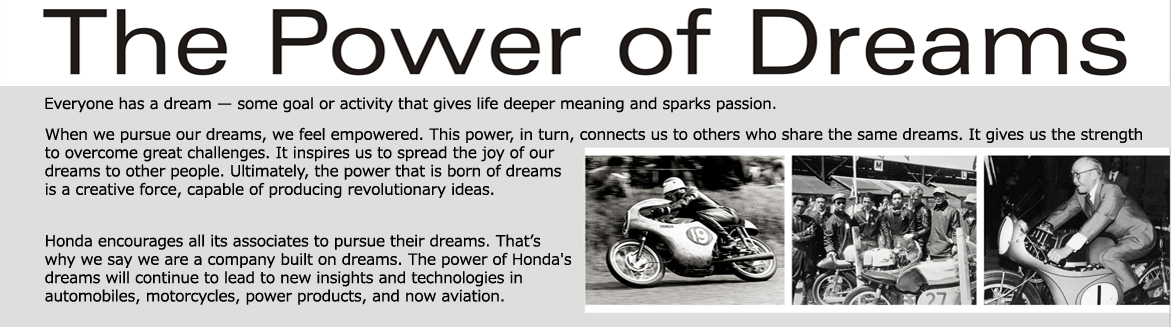 The Power of Dreams
Everyone has a dream — some goal or activity that gives life deeper meaning and sparks passion.
When we pursue our dreams, we feel empowered. This power, in turn, connects us to others who share the same dreams. It gives us the strength
to overcome great challenges. It inspires us to spread the joy of our
dreams to other people. Ultimately, the power that is born of dreams
is a creative force, capable of producing revolutionary ideas.
Honda encourages all its associates to pursue their dreams. That’s
why we say we are a company built on dreams. The power of Honda's
dreams will continue to lead to new insights and technologies in
automobiles, motorcycles, power products, and now aviation.
HONDA
19
M
27
1